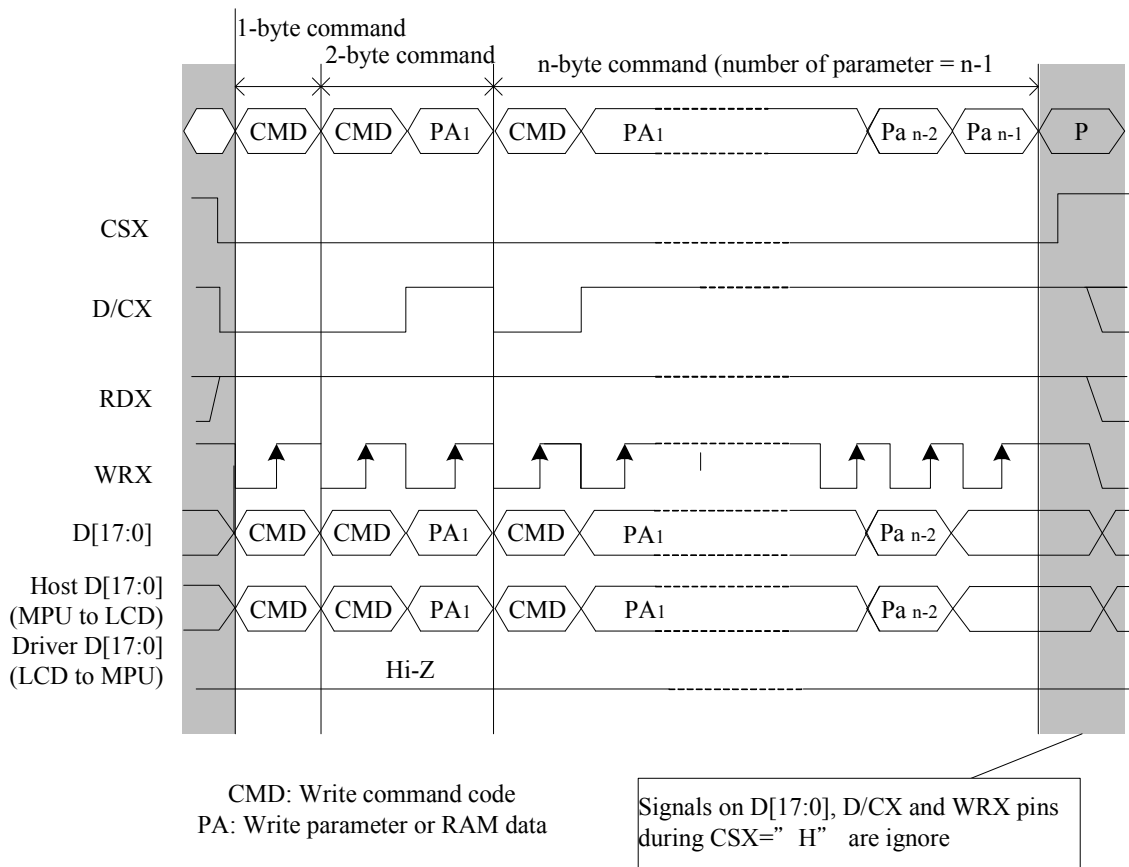 1-byte command
2-byte command
n-byte command (number of parameter = n-1
CMD CMD PA1 CMD PA1 Pa n-2 Pa n-1 P
CSX
D/CX
RDX
WRX
D[17:0] CMD CMD PA1 CMD PA1 Pa n-2
Host D[17:0]
(MPU to LCD) CMD CMD PA1 CMD PA1 Pa n-2
Driver D[17:0]
(LCD to MPU) Hi-Z
CMD: Write command code
PA: Write parameter or RAM data
Signals on D[17:0], D/CX and WRX pins
during CSX=” H” are ignore